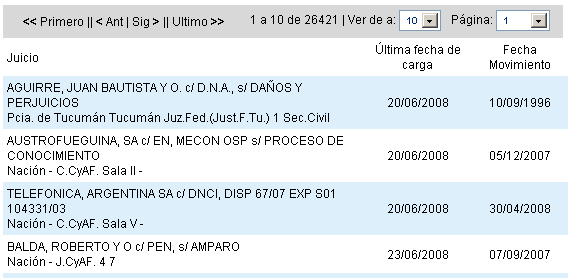 << Primero || < Ant | Sig > || Ultimo >> 1 a 10 de 26421 | Ver de a: 10 Página: 1
Juicio Última fecha de carga Fecha Movimiento
AGUIRRE, JUAN BAUTISTA Y O. c/ D.N.A., s/ DAÑOS Y
PERJUICIOS
Pcia. de Tucumán Tucumán Juz.Fed.(Just.F.Tu.) 1 Sec.Civil
20/06/2008 10/09/1996
AUSTROFUEGUINA, SA c/ EN, MECON OSP s/ PROCESO DE
CONOCIMIENTO
Nación - C.CyAF. Sala II -
20/06/2008 05/12/2007
TELEFONICA, ARGENTINA SA c/ DNCI, DISP 67/07 EXP S01
104331/03
Nación - C.CyAF. Sala V -
20/06/2008 30/04/2008
BALDA, ROBERTO Y O c/ PEN, s/ AMPARO
Nación - J.CyAF. 4 7
23/06/2008 07/09/2007